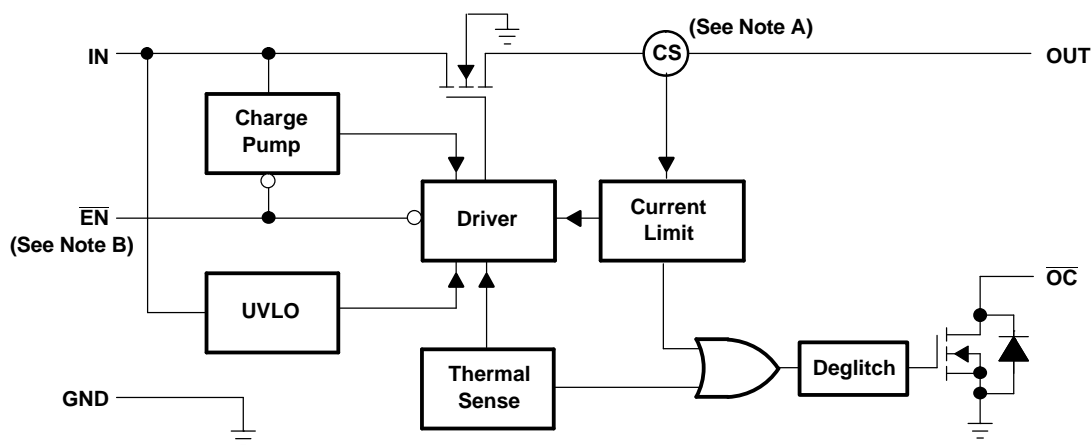 IN
CS
(See Note A)
OUT
Charge
Pump
EN
(See Note B)
Driver
Current
Limit
UVLO
OC
Thermal
Sense
Deglitch
GND